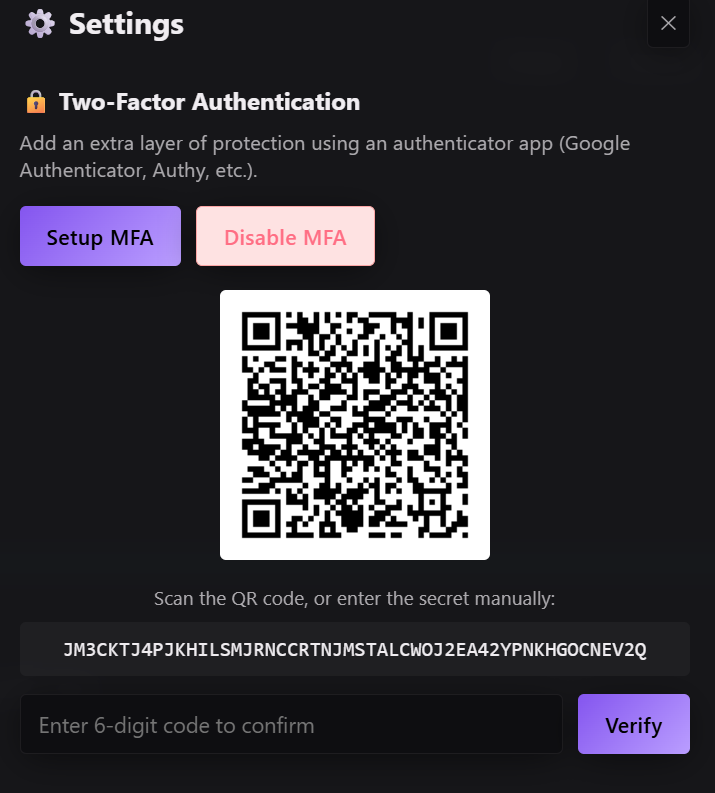 Settings
Two-Factor Authentication
Add an extra layer of protection using an authenticator app (Google
Authenticator, Authy, etc.).
Setup MFA
Disable MFA
Scan the QR code, or enter the secret manually:
JM3CKTJ4PJKHILSMJRNCCRTNJMSTALCWOJ2EA42YPNKHGOCNEV2Q
Enter 6-digit code to confirm
Verify